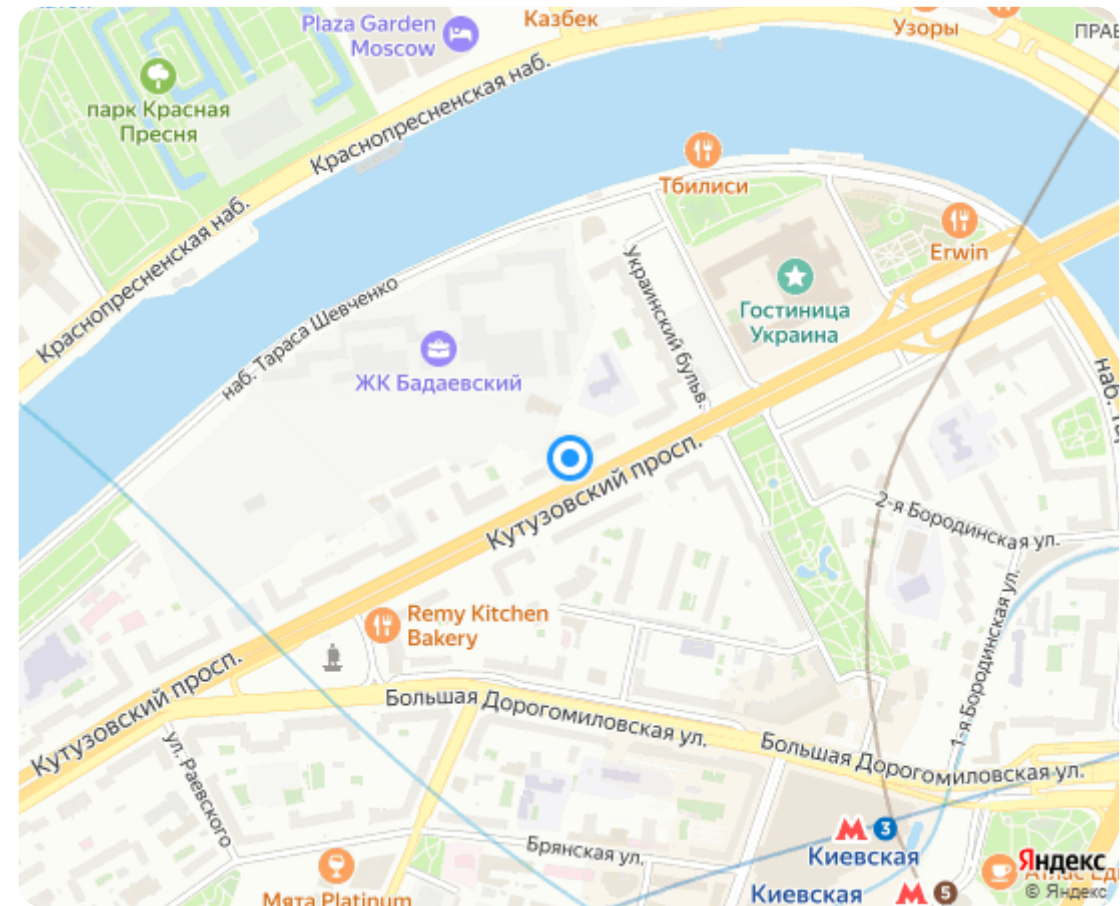 Plaza Garden
Moscow
Казбек
Узоры
парк Красная
Пресня
Краснопресненская наб.
Тбилиси
Краснопресненская наб.
Erwin
Украинский бульв.
Гостиница
Украина
наб. Тараса Шевченко
ЖК Бадаевский
Кутузовский просп.
2-я Бородинская ул.
1-я Бородинская ул.
Remy Kitchen
Bakery
Кутузовский просп.
Большая Дорогомиловская ул.
Большая Дорогомиловская ул.
ул. Раевского
Брянская ул.
3
Киевская
Киевская
5
Мята Platinum
Яндекс
© Яндекс